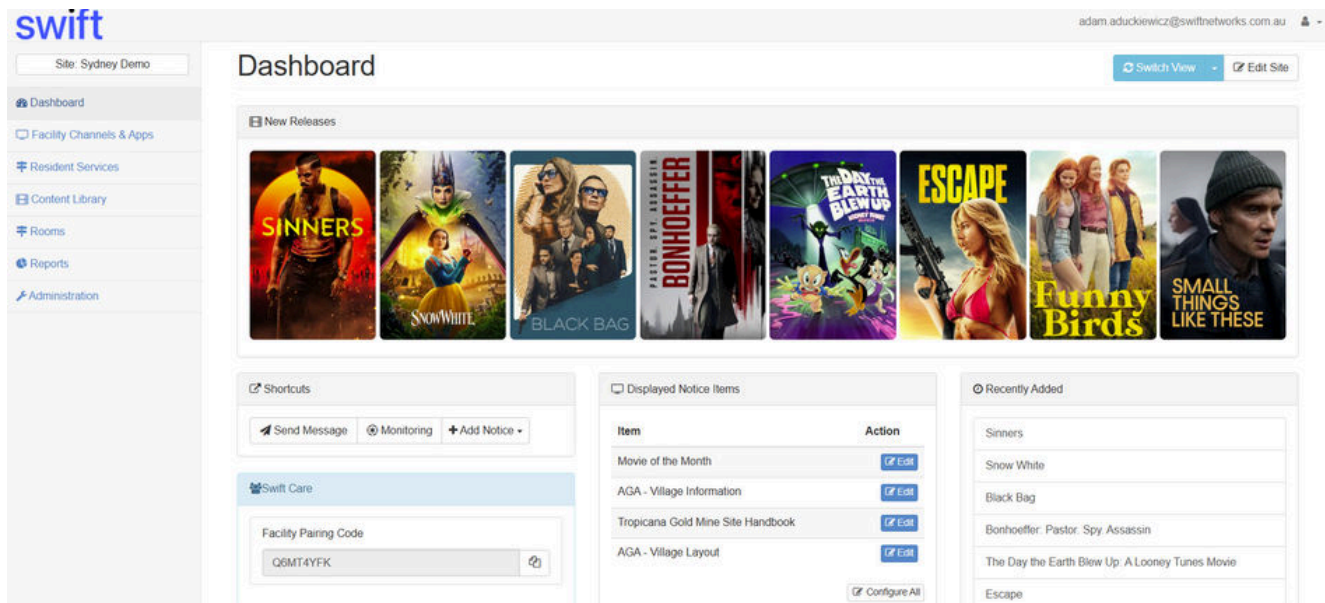 swift
adam.aduckiewicz@swiftnetworks.com.au
Site: Sydney Demo
Dashboard
Switch View
Edit Site
Dashboard
Facility Channels & Apps
Resident Services
Content Library
Rooms
Reports
Administration
New Releases
SINNERS
SNOW WHITE
BLACK BAG
PASTOR. SPY. ASSASSIN.
BONHOEFFER
THE DAY THE
EARTH
BLEW UP
A LOONEY TUNES
MOVIE
ESCAPE
Funny
Birds
SMALL
THINGS
LIKE THESE
Shortcuts
Send Message
Monitoring
Add Notice
Swift Care
Facility Pairing Code
Q6MT4YFK
Displayed Notice Items
Item Action
Movie of the Month Edit
AGA - Village Information Edit
Tropicana Gold Mine Site Handbook Edit
AGA - Village Layout Edit
Configure All
Recently Added
Sinners
Snow White
Black Bag
Bonhoeffer: Pastor. Spy. Assassin
The Day the Earth Blew Up: A Looney Tunes Movie
Escape